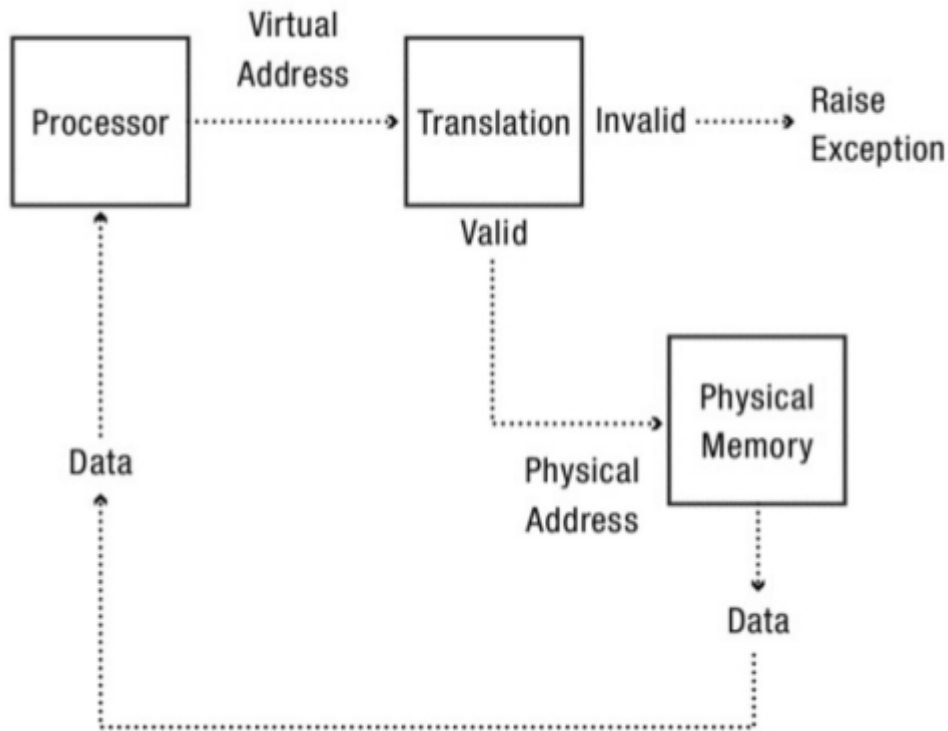 Virtual
Address
Processor
Translation
Invalid
Raise
Exception
Valid
Physical
Memory
Data
Physical
Address
Data